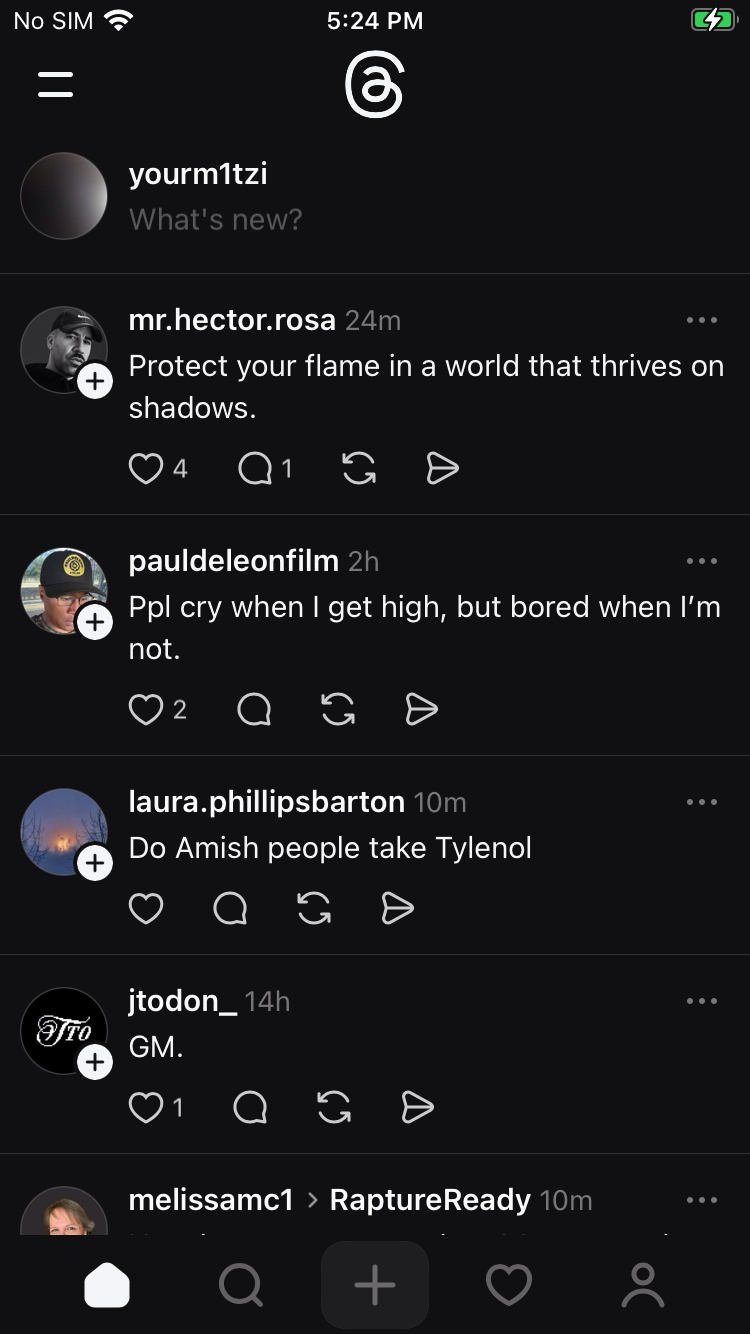 No SIM 5:24 PM
yourm1tzi
What's new?
mr.hector.rosa 24m
Protect your flame in a world that thrives on
shadows.
4 1
pauldeleonfilm 2h
Ppl cry when I get high, but bored when I’m
not.
2
laura.phillipsbarton 10m
Do Amish people take Tylenol
JTO
jtodon_ 14h
GM.
1
melissamc1 > RaptureReady 10m